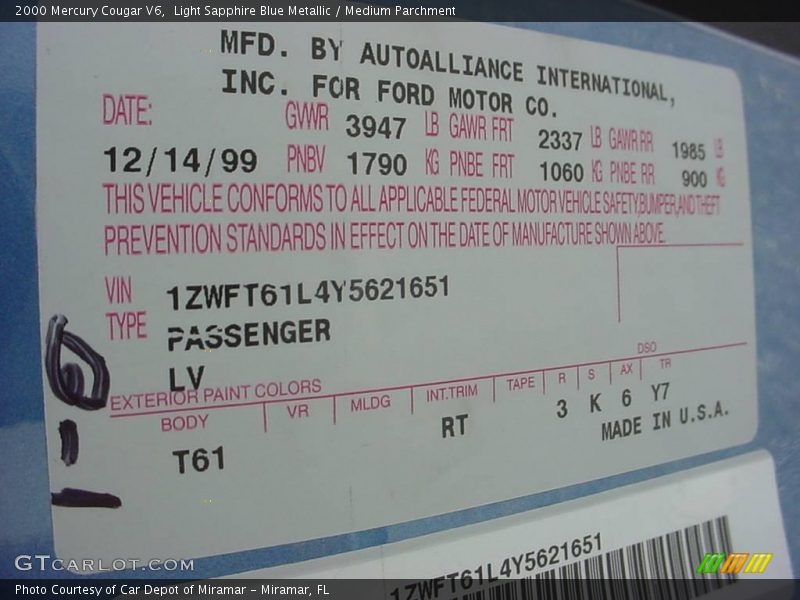 2000 Mercury Cougar V6,  Light Sapphire Blue Metallic / Medium Parchment
MFD. BY AUTOALLIANCE INTERNATIONAL,
INC. FOR FORD MOTOR CO.
DATE: GVWR 3947 LB GAWR FRT 2337 LB GAWR RR 1985 LB
12/14/99 PNBV 1790 KG PNBE FRT 1060 KG PNBE RR 900 KG
THIS VEHICLE CONFORMS TO ALL APPLICABLE FEDERAL MOTOR VEHICLE SAFETY, BUMPER, AND THEFT
PREVENTION STANDARDS IN EFFECT ON THE DATE OF MANUFACTURE SHOWN ABOVE.
VIN 1ZWFT61L4Y5621651
TYPE PASSENGER
LV
DSO
EXTERIOR PAINT COLORS
BODY VR MLDG INT.TRIM TAPE R S AX TR
T61 RT 3 K 6 Y7
MADE IN U.S.A.
1ZWFT61L4Y5621651
GTCARLOT.COM
Photo Courtesy of Car Depot of Miramar - Miramar, FL